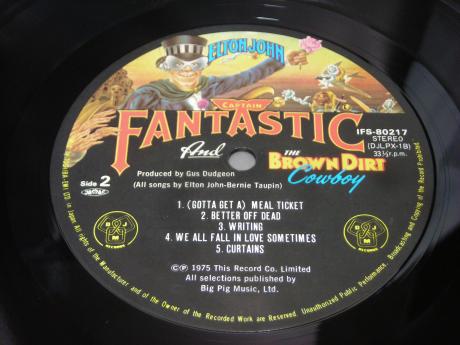 ELTON JOHN
CAPTAIN
FANTASTIC
And
THE
BROWN DIRT
Cowboy
IFS-80217
STEREO
(DJLPX-1B)
33⅓r.p.m.
Produced by Gus Dudgeon
(All songs by Elton John-Bernie Taupin)
Side 2
1. (GOTTA GET A) MEAL TICKET
2. BETTER OFF DEAD
3. WRITING
4. WE ALL FALL IN LOVE SOMETIMES
5. CURTAINS
©Ⓟ 1975 This Record Co. Limited
All selections published by
Big Pig Music, Ltd.
All rights of the Manufacturer and of the Owner of the Recorded Work are Reserved. Unauthorized Public Performance, Broadcasting and Copying of the Record Prohibited.